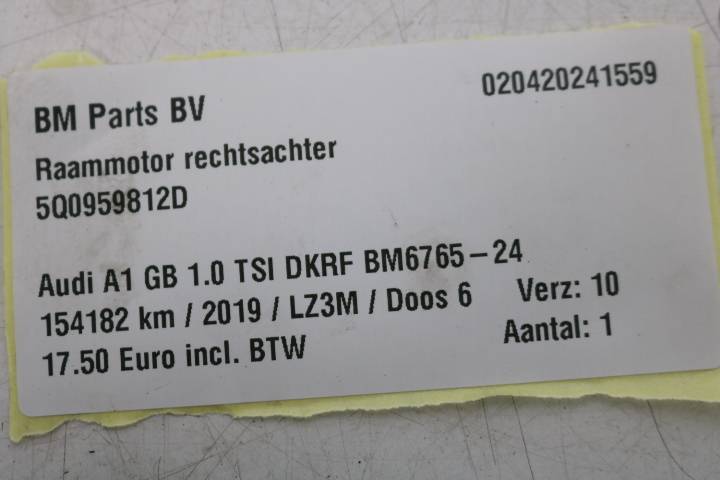 BM Parts BV 020420241559
Raammotor rechtsachter
5Q0959812D
Audi A1 GB 1.0 TSI DKRF BM6765-24
154182 km / 2019 / LZ3M / Doos 6 Verz: 10
17.50 Euro incl. BTW Aantal: 1